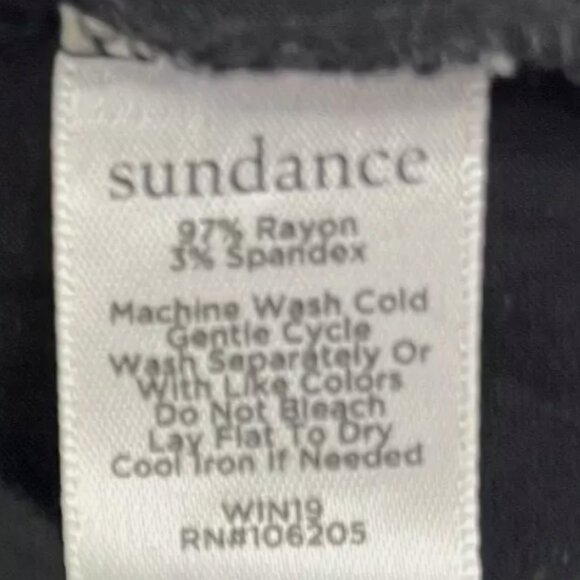 sundance
97% Rayon
3% Spandex
Machine Wash Cold
Gentle Cycle
Wash Separately Or
With Like Colors
Do Not Bleach
Lay Flat To Dry
Cool Iron If Needed
WIN19
RN#106205